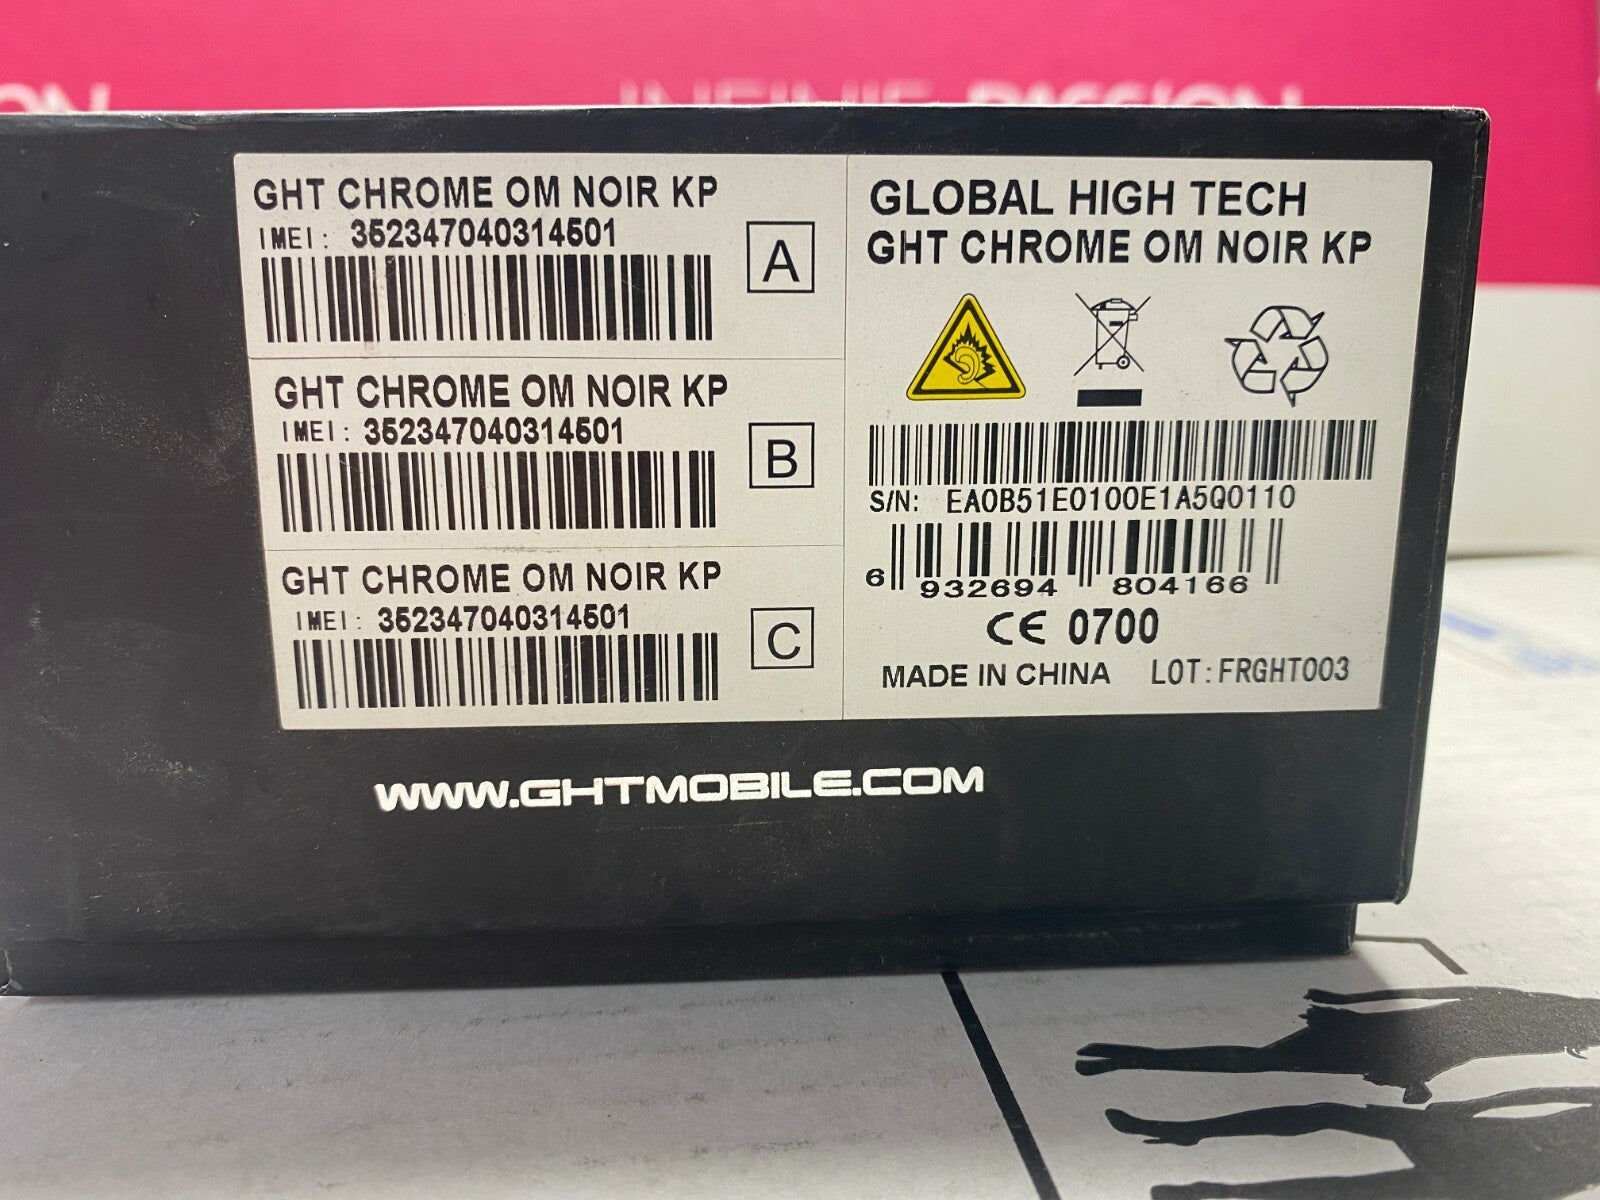 INFINIE PASSION
GHT CHROME OM NOIR KP
IMEI: 352347040314501
A
GHT CHROME OM NOIR KP
IMEI: 352347040314501
B
GHT CHROME OM NOIR KP
IMEI: 352347040314501
C
GLOBAL HIGH TECH
GHT CHROME OM NOIR KP
S/N: EA0B51E0100E1A5Q0110
6 932694 804166
CE 0700
MADE IN CHINA LOT:FRGHT003
WWW.GHTMOBILE.COM